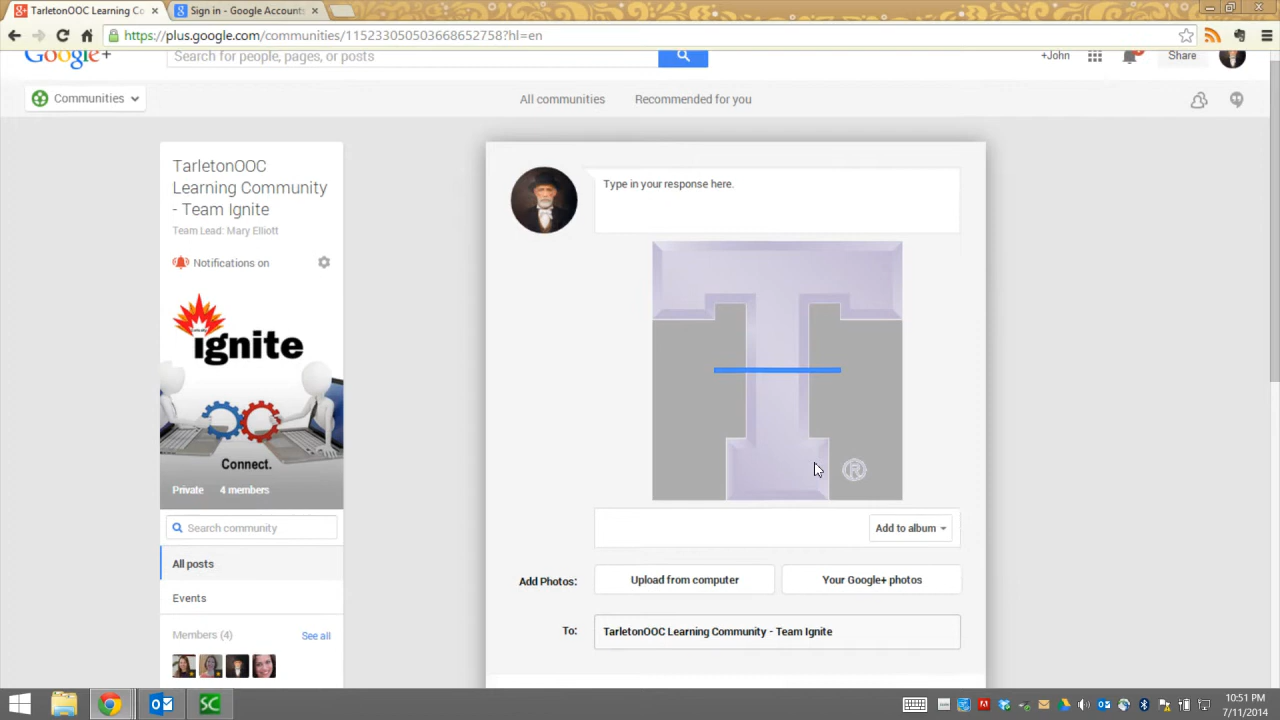 TarletonOOC Learning Co
Sign in - Google Accounts
https://plus.google.com/communities/115233050503668652758?hl=en
Google+
Search for people, pages, or posts
+John
Share
Communities
All communities
Recommended for you
TarletonOOC
Learning Community
- Team Ignite
Team Lead: Mary Elliott
Notifications on
ignite
Connect.
Private
4 members
Search community
All posts
Events
Members (4)
See all
Type in your response here.
T
®
Add to album
Add Photos:
Upload from computer
Your Google+ photos
To:
TarletonOOC Learning Community - Team Ignite
SC
10:51 PM
7/11/2014